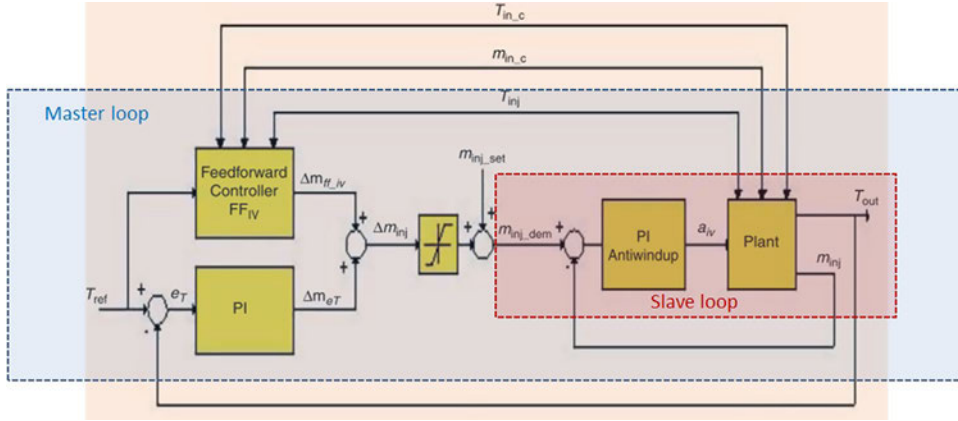 T_in_c
m_in_c
Master loop
T_inj
m_inj_set
Feedforward
Controller
FF_IV
Δm_ff_iv
T_out
+
+
+
Δm_inj
+
m_inj_dem
+
PI
Antiwindup
a_iv
Plant
m_inj
-
T_ref
+
e_T
PI
Δm_eT
Slave loop
-